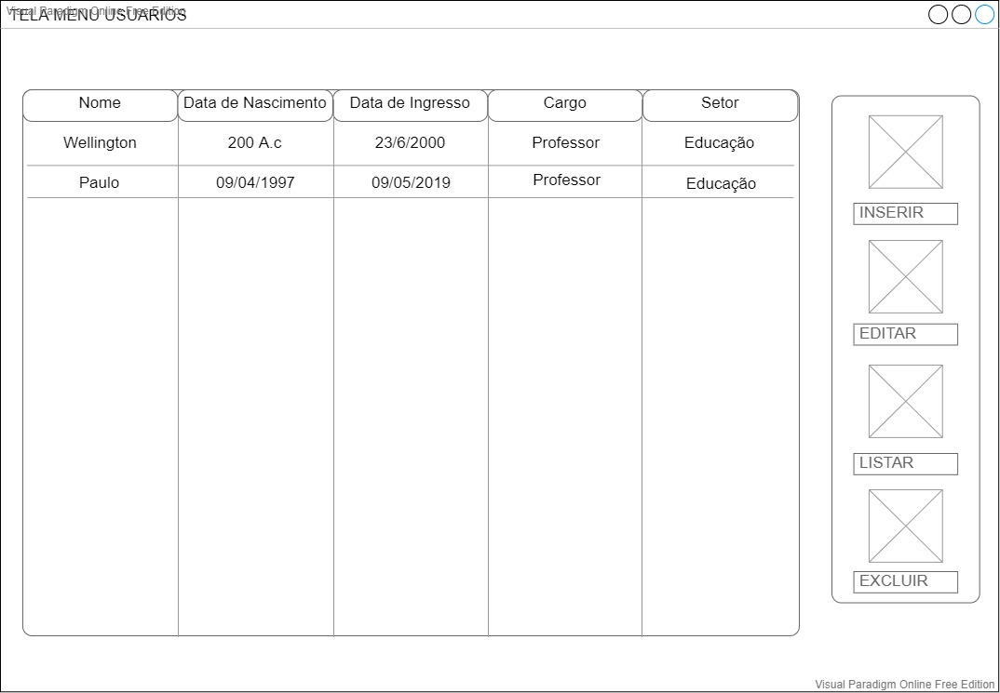 Visual Paradigm Online Free Edition
TELA MENU USUÁRIOS
Nome Data de Nascimento Data de Ingresso Cargo Setor
Wellington 200 A.c 23/6/2000 Professor Educação
Paulo 09/04/1997 09/05/2019 Professor Educação
INSERIR
EDITAR
LISTAR
EXCLUIR
Visual Paradigm Online Free Edition